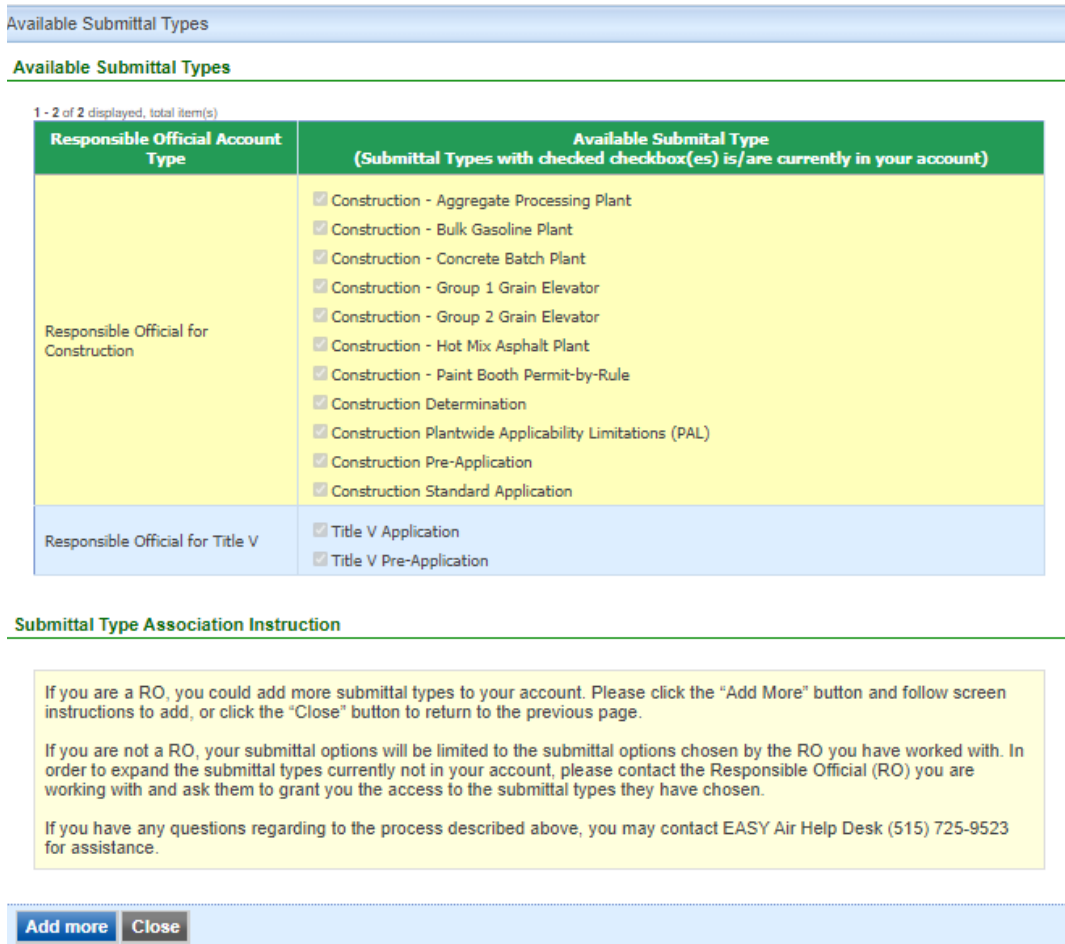 Available Submittal Types
Available Submittal Types
1 - 2 of 2 displayed, total item(s)
Responsible Official Account
Type
Available Submital Type
(Submittal Types with checked checkbox(es) is/are currently in your account)
Responsible Official for
Construction
Construction - Aggregate Processing Plant
Construction - Bulk Gasoline Plant
Construction - Concrete Batch Plant
Construction - Group 1 Grain Elevator
Construction - Group 2 Grain Elevator
Construction - Hot Mix Asphalt Plant
Construction - Paint Booth Permit-by-Rule
Construction Determination
Construction Plantwide Applicability Limitations (PAL)
Construction Pre-Application
Construction Standard Application
Responsible Official for Title V
Title V Application
Title V Pre-Application
Submittal Type Association Instruction
If you are a RO, you could add more submittal types to your account. Please click the “Add More” button and follow screen
instructions to add, or click the “Close” button to return to the previous page.
If you are not a RO, your submittal options will be limited to the submittal options chosen by the RO you have worked with. In
order to expand the submittal types currently not in your account, please contact the Responsible Official (RO) you are
working with and ask them to grant you the access to the submittal types they have chosen.
If you have any questions regarding to the process described above, you may contact EASY Air Help Desk (515) 725-9523
for assistance.
Add more
Close